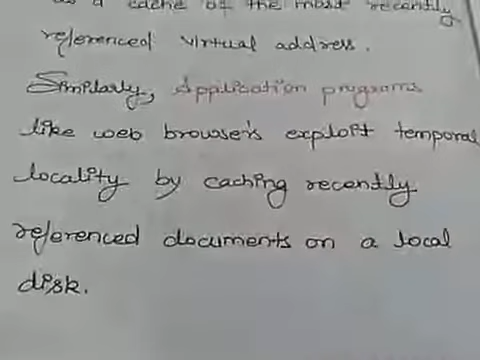 as a cache of the most recently
referenced virtual address.
Similarly, Application programs
like web browser's exploit temporal
locality by caching recently
referenced documents on a local
disk.